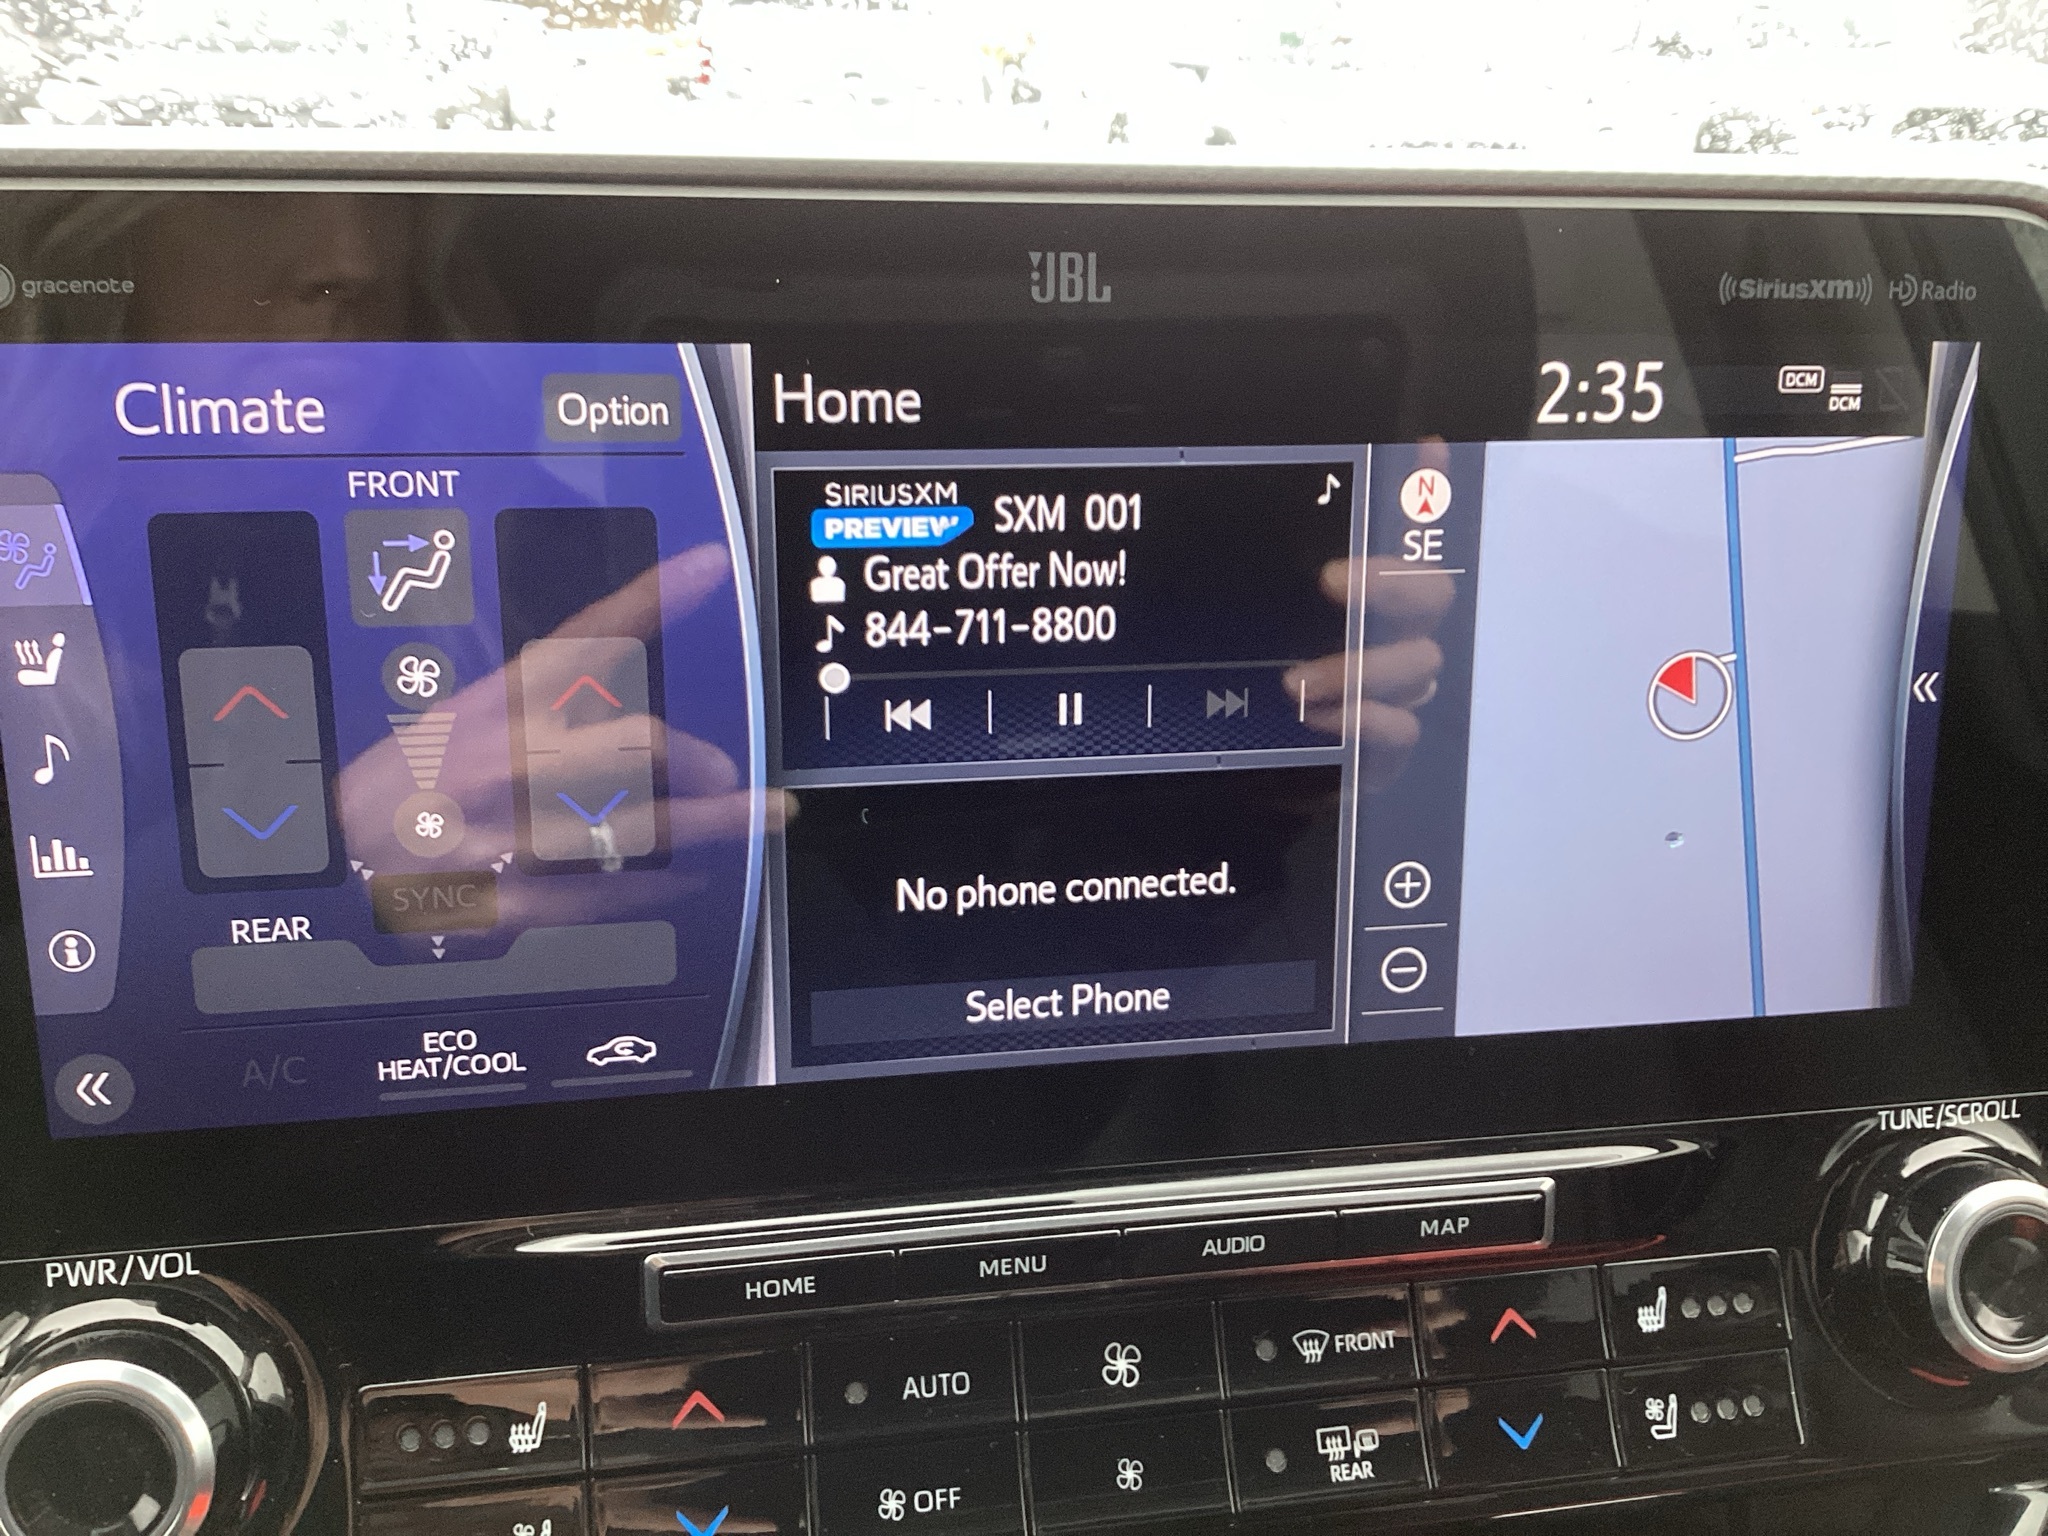 gracenote
JBL
SiriusXM
HD Radio
Climate
Option
Home
2:35
DCM
DCM
FRONT
SYNC
REAR
A/C
ECO
HEAT/COOL
SIRIUSXM
PREVIEW
SXM 001
Great Offer Now!
844-711-8800
No phone connected.
Select Phone
N
SE
TUNE/SCROLL
PWR/VOL
HOME
MENU
AUDIO
MAP
AUTO
FRONT
OFF
REAR